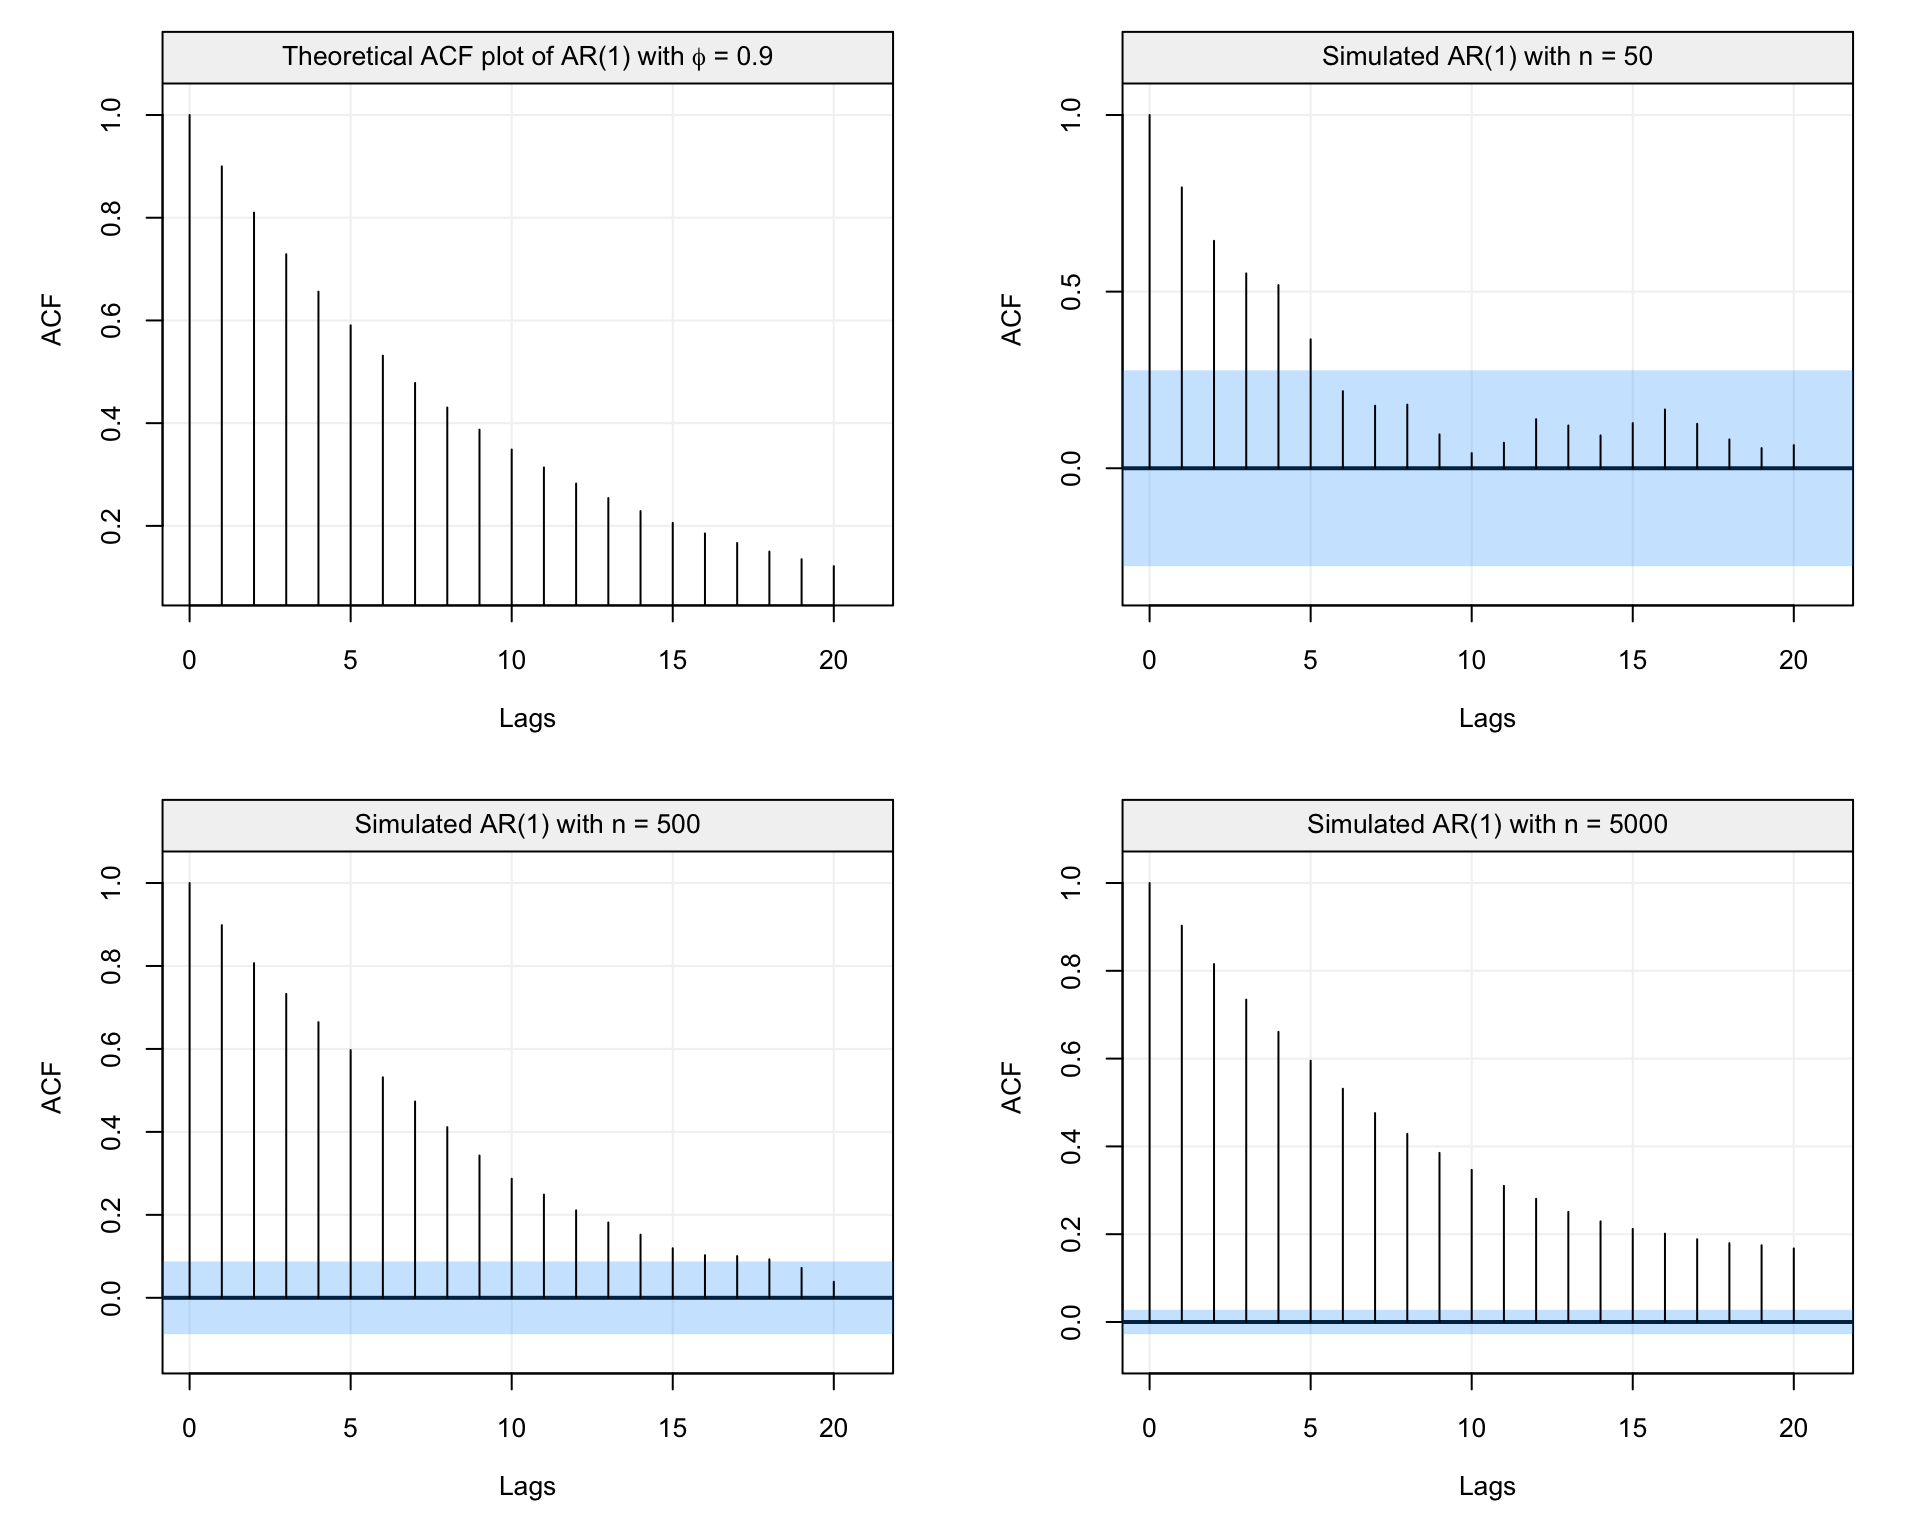 Theoretical ACF plot of AR(1) with ϕ = 0.9
ACF
1.0
0.8
0.6
0.4
0.2
0 5 10 15 20
Lags
Simulated AR(1) with n = 50
ACF
1.0
0.5
0.0
0 5 10 15 20
Lags
Simulated AR(1) with n = 500
ACF
1.0
0.8
0.6
0.4
0.2
0.0
0 5 10 15 20
Lags
Simulated AR(1) with n = 5000
ACF
1.0
0.8
0.6
0.4
0.2
0.0
0 5 10 15 20
Lags